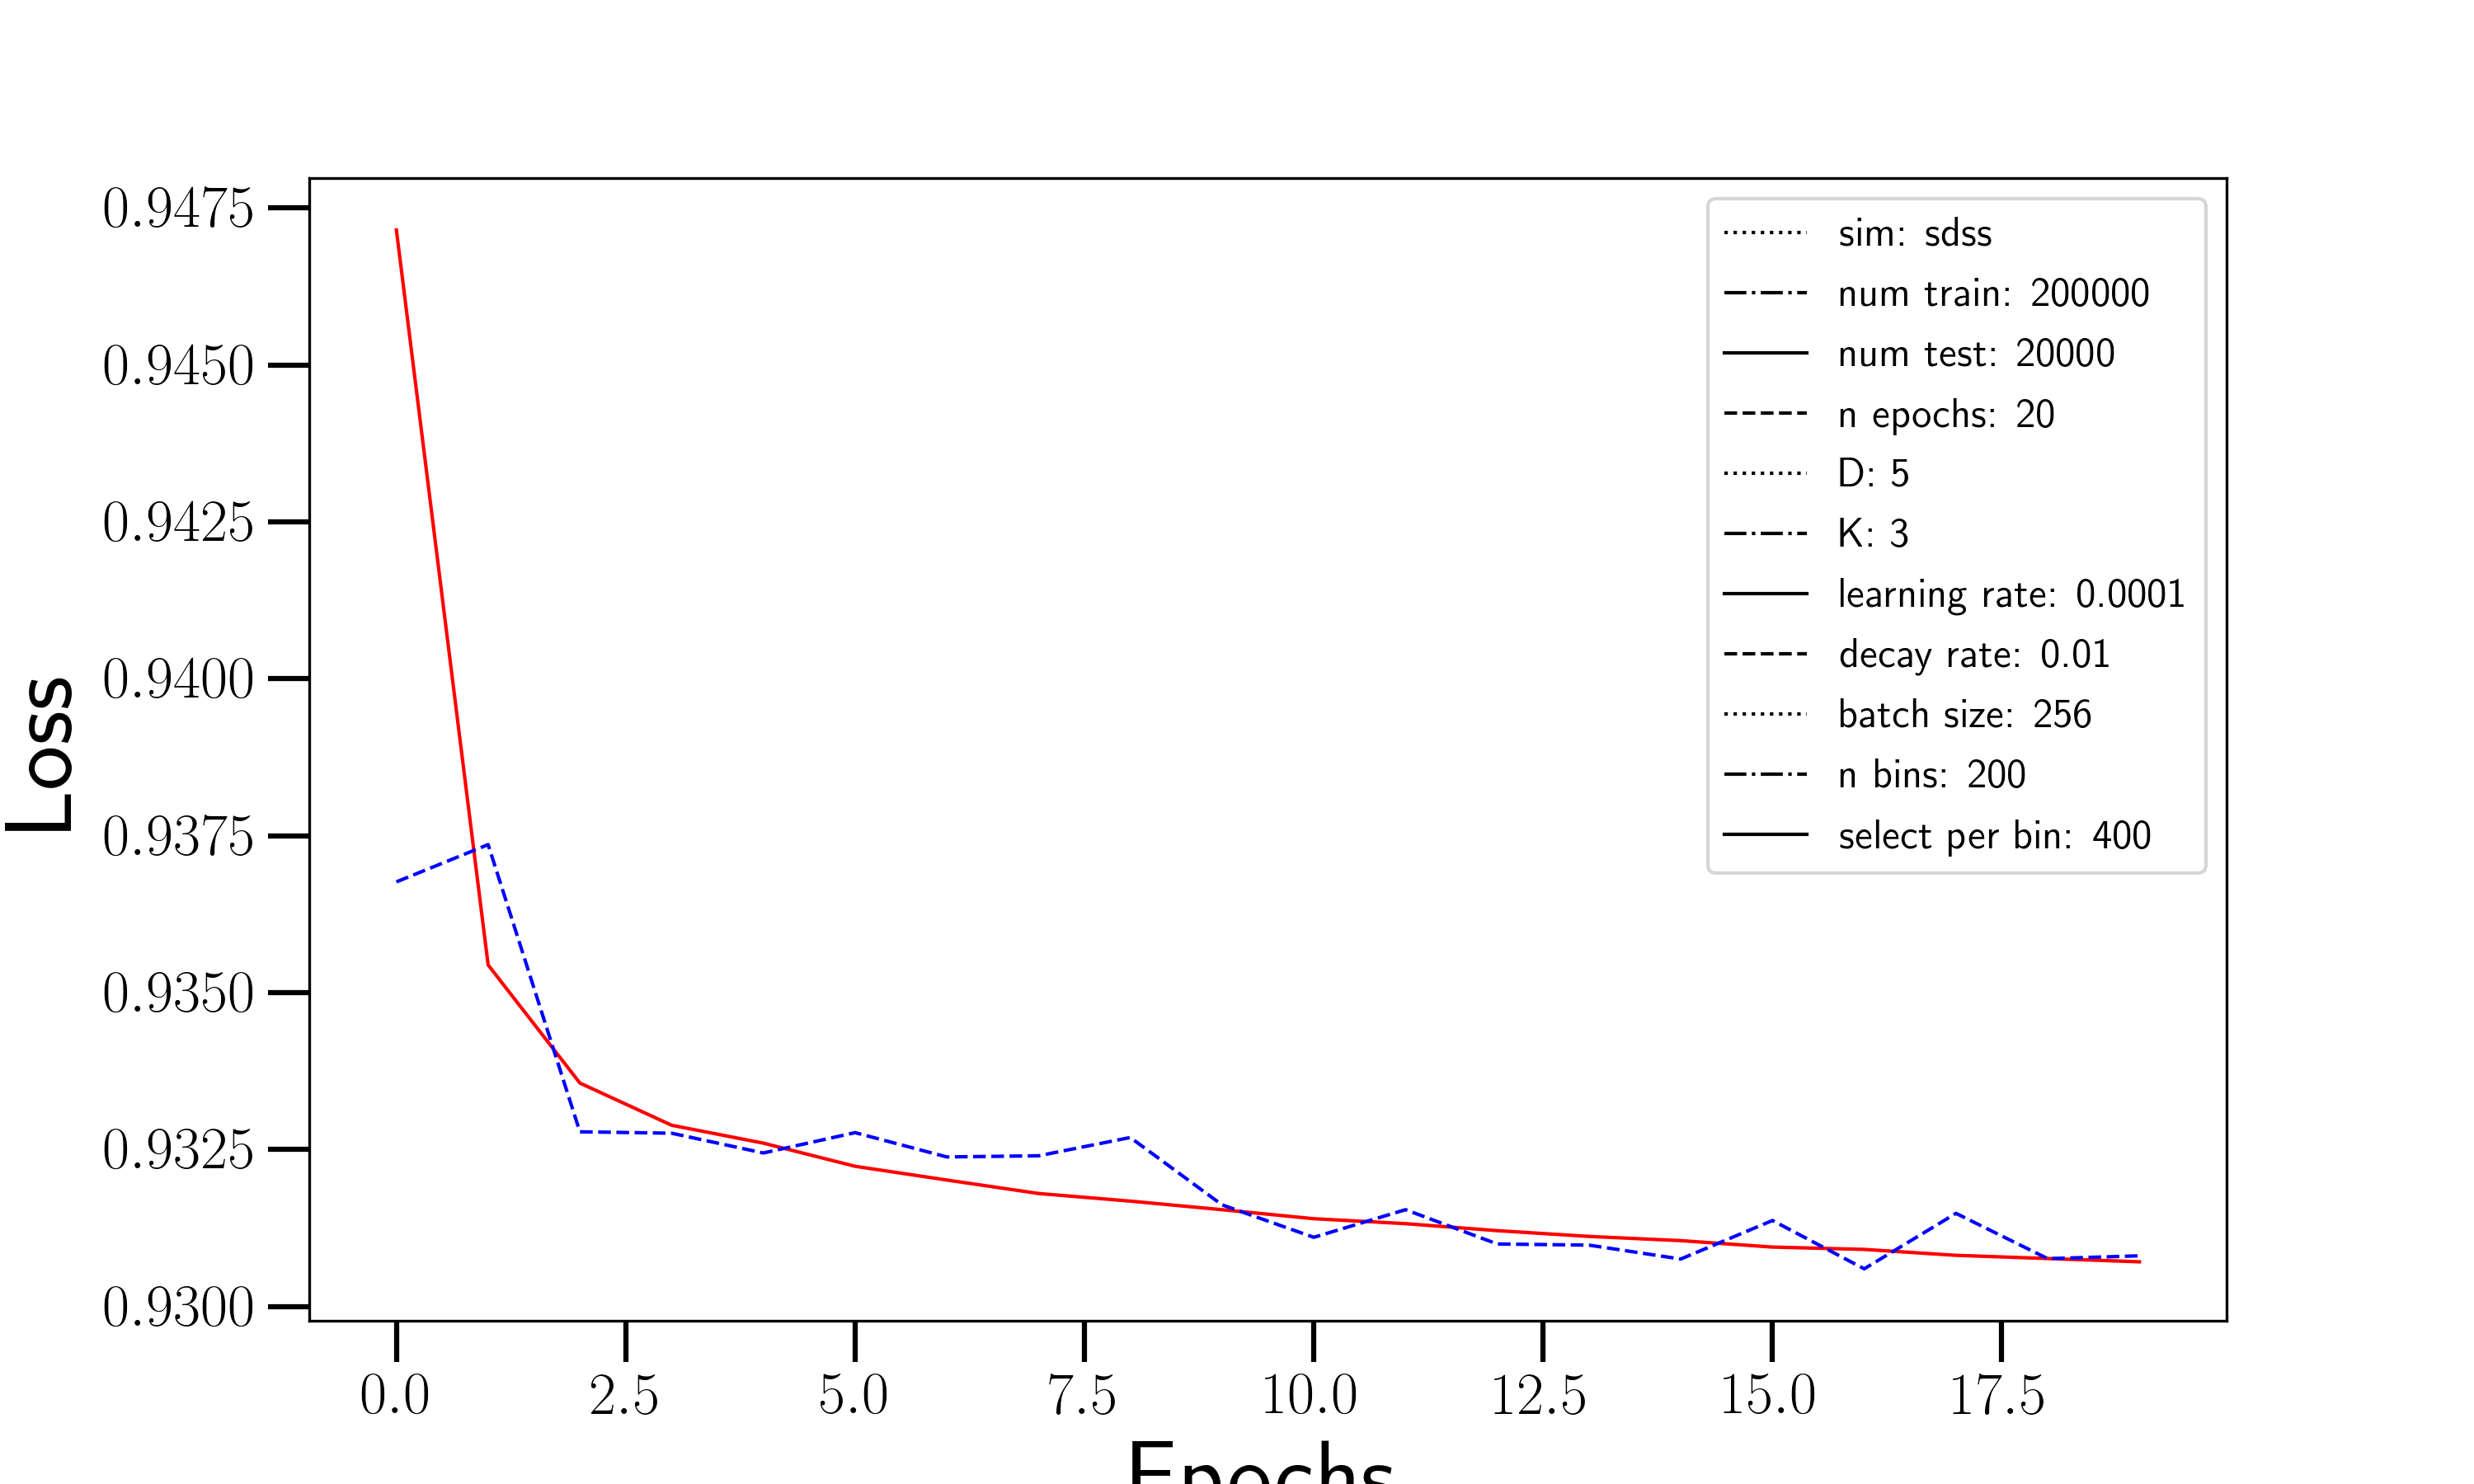 0.9475
0.9450
0.9425
0.9400
0.9375
0.9350
0.9325
0.9300
Loss
sim: sdss
num train: 200000
num test: 20000
n epochs: 20
D: 5
K: 3
learning rate: 0.0001
decay rate: 0.01
batch size: 256
n bins: 200
select per bin: 400
0.0 2.5 5.0 7.5 10.0 12.5 15.0 17.5
Epochs